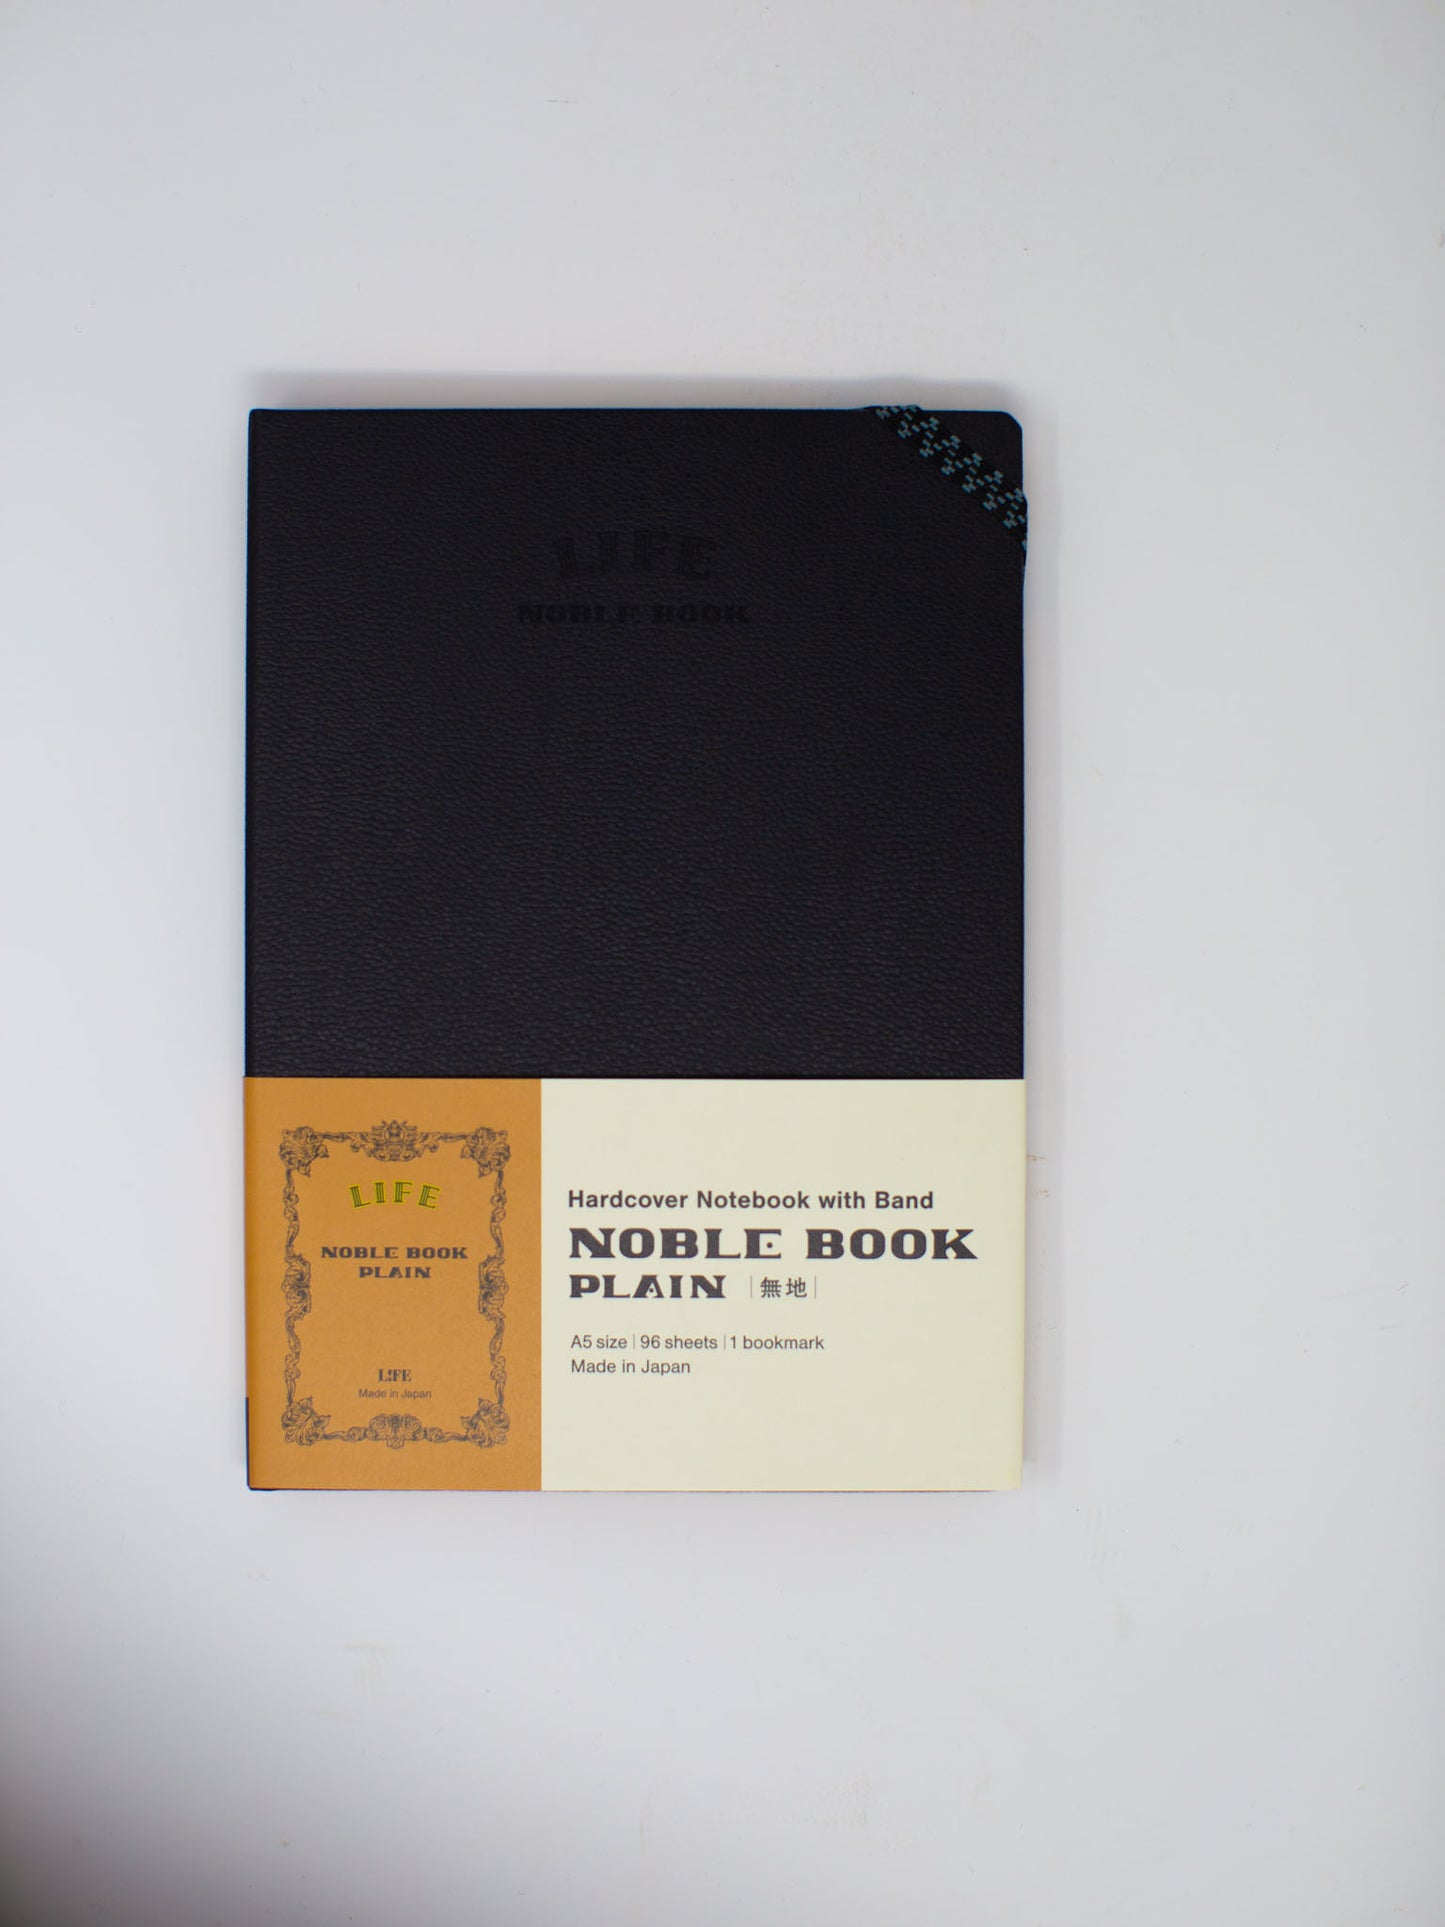 LIFE
NOBLE BOOK
LIFE
NOBLE BOOK
PLAIN
LIFE
Made in Japan
Hardcover Notebook with Band
NOBLE BOOK
PLAIN |無地|
A5 size | 96 sheets | 1 bookmark
Made in Japan